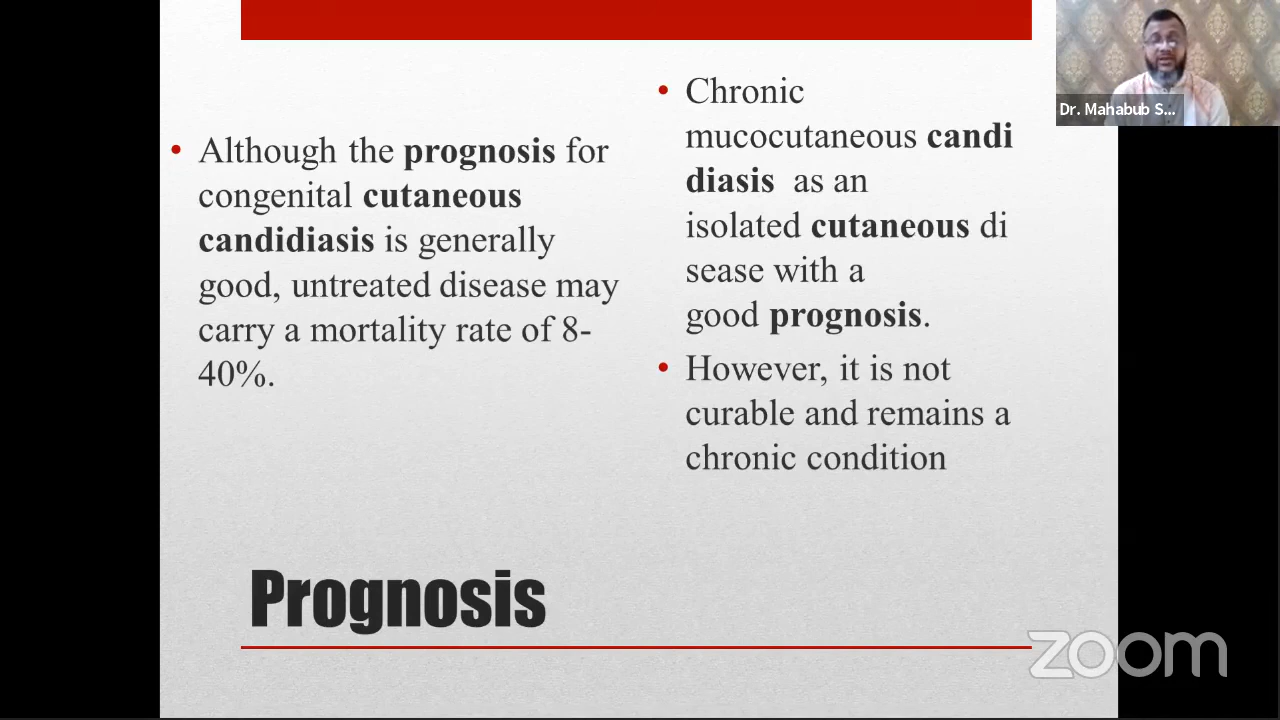 • Although the prognosis for
congenital cutaneous
candidiasis is generally
good, untreated disease may
carry a mortality rate of 8-
40%.
• Chronic
mucocutaneous candi
diasis as an
isolated cutaneous di
sease with a
good prognosis.
• However, it is not
curable and remains a
chronic condition
Prognosis
Dr. Mahabub S...
zoom